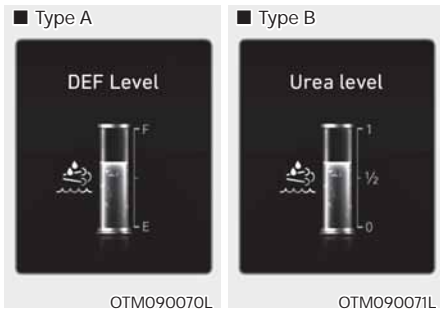 ■ Type A
DEF Level
F
E
OTM090070L
■ Type B
Urea level
1
½
0
OTM090071L